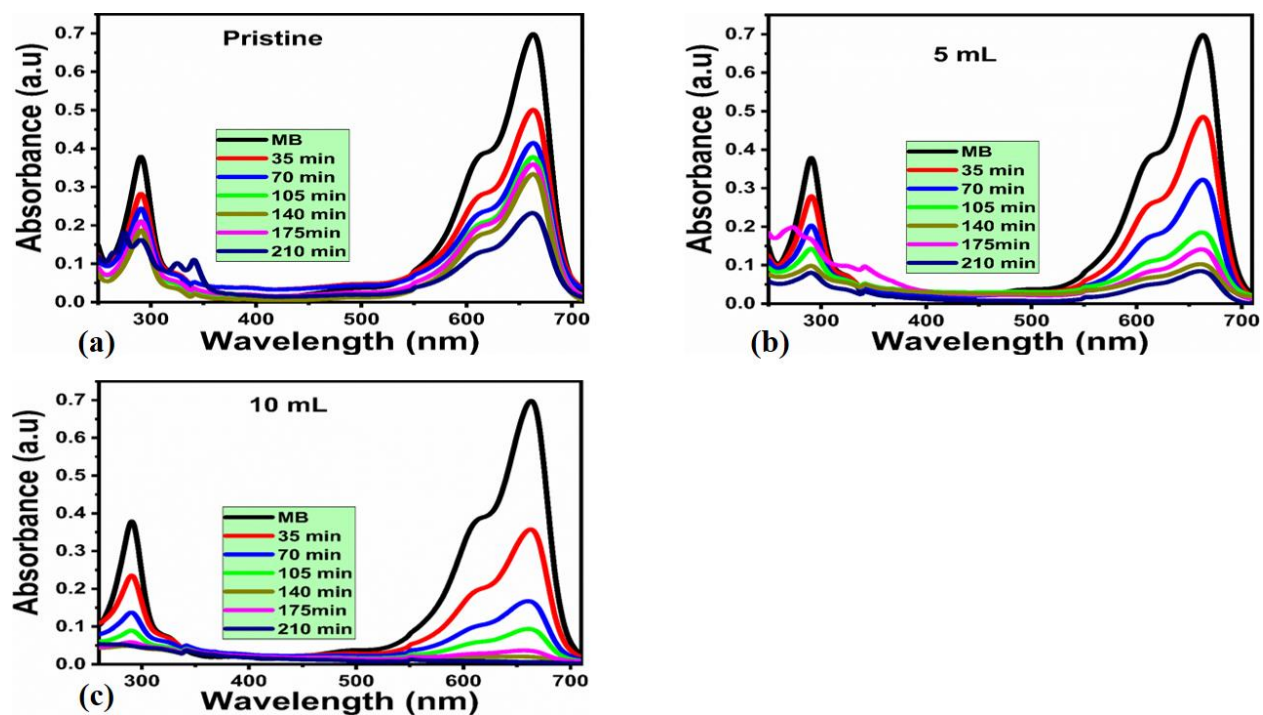 Pristine
Absorbance (a.u)
0.7
0.6
0.5
0.4
0.3
0.2
0.1
0.0
MB
35 min
70 min
105 min
140 min
175min
210 min
300
400
500
600
700
Wavelength (nm)
(a)
5 mL
Absorbance (a.u)
0.7
0.6
0.5
0.4
0.3
0.2
0.1
0.0
MB
35 min
70 min
105 min
140 min
175min
210 min
300
400
500
600
700
Wavelength (nm)
(b)
10 mL
Absorbance (a.u)
0.7
0.6
0.5
0.4
0.3
0.2
0.1
0.0
MB
35 min
70 min
105 min
140 min
175min
210 min
300
400
500
600
700
Wavelength (nm)
(c)